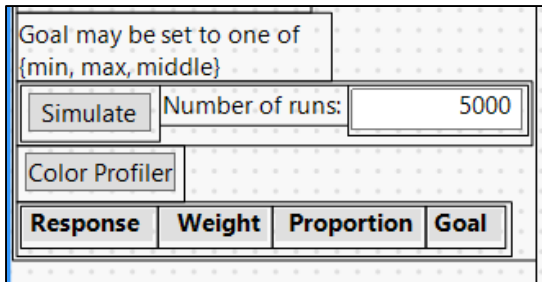 Goal may be set to one of
{min, max, middle}
Simulate Number of runs: 5000
Color Profiler
Response Weight Proportion Goal